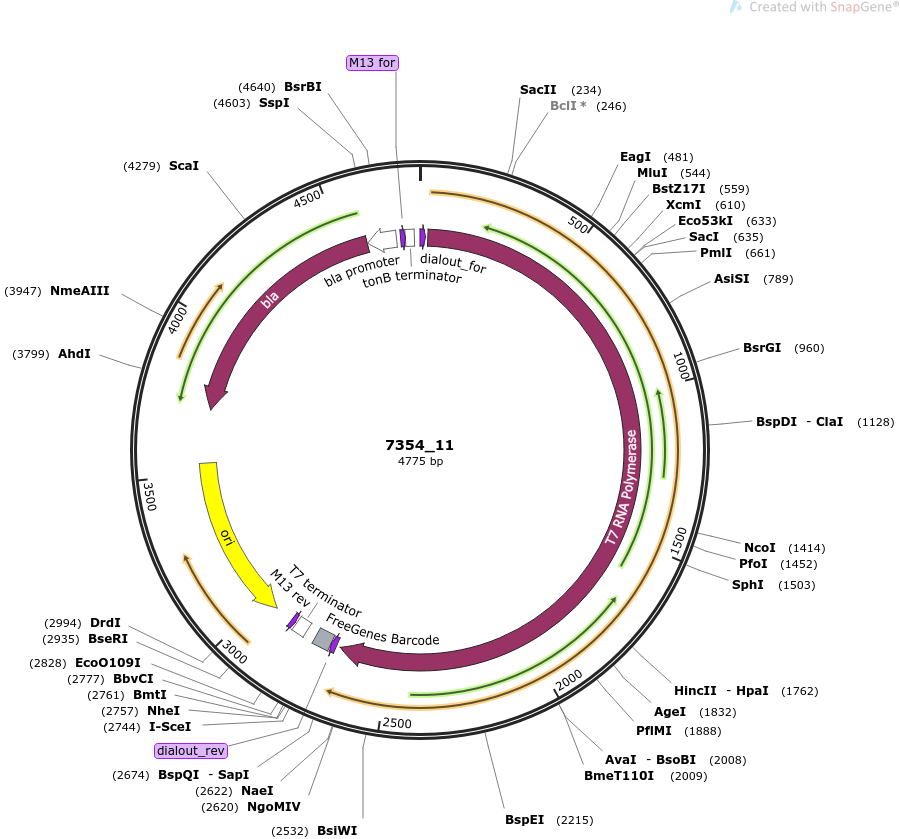 Created with SnapGene®
M13 for
(4640) BsrBI
(4603) SspI
(4279) ScaI
(3947) NmeAIII
(3799) AhdI
SacII (234)
BclI * (246)
EagI (481)
MluI (544)
BstZ17I (559)
XcmI (610)
Eco53kI (633)
SacI (635)
PmlI (661)
AsiSI (789)
BsrGI (960)
BspDI - ClaI (1128)
NcoI (1414)
PfoI (1452)
SphI (1503)
HincII - HpaI (1762)
AgeI (1832)
PflMI (1888)
AvaI - BsoBI (2008)
BmeT110I (2009)
BspEI (2215)
(2994) DrdI
(2935) BseRI
(2828) EcoO109I
(2777) BbvCI
(2761) BmtI
(2757) NheI
(2744) I-SceI
dialout_rev
(2674) BspQI - SapI
(2622) NaeI
(2620) NgoMIV
(2532) BsiWI
500
1000
1500
2000
2500
3000
3500
4000
4500
bla
bla promoter
tonB terminator
dialout_for
T7 RNA Polymerase
7354_11
4775 bp
ori
M13 rev
T7 terminator
FreeGenes Barcode